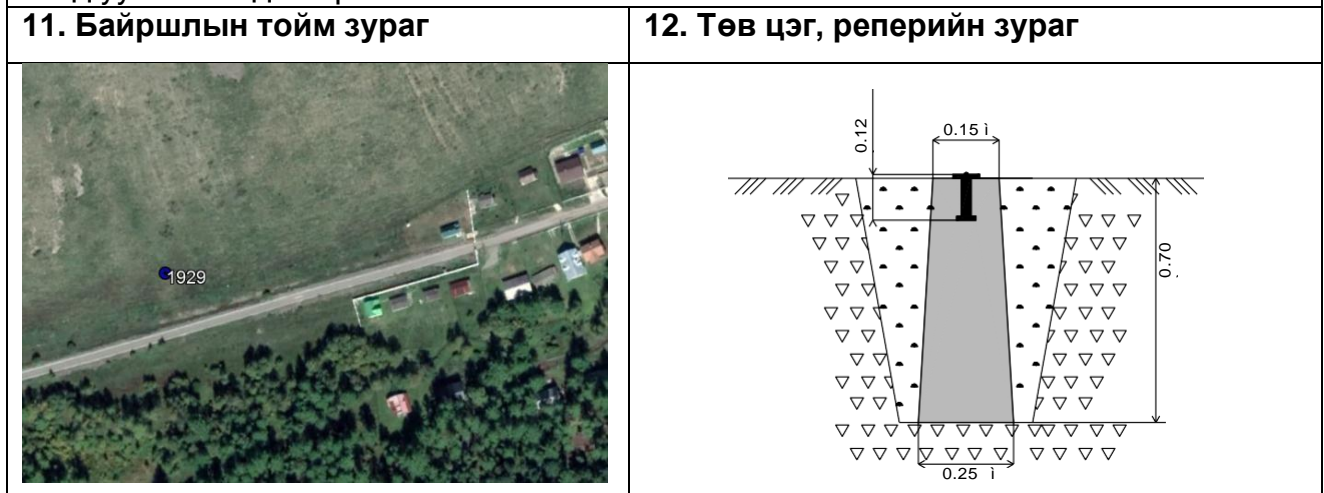 11. Байршлын тойм зураг
12. Төв цэг, реперийн зураг
1929
0.12
0.15 ì
0.70
0.25 ì